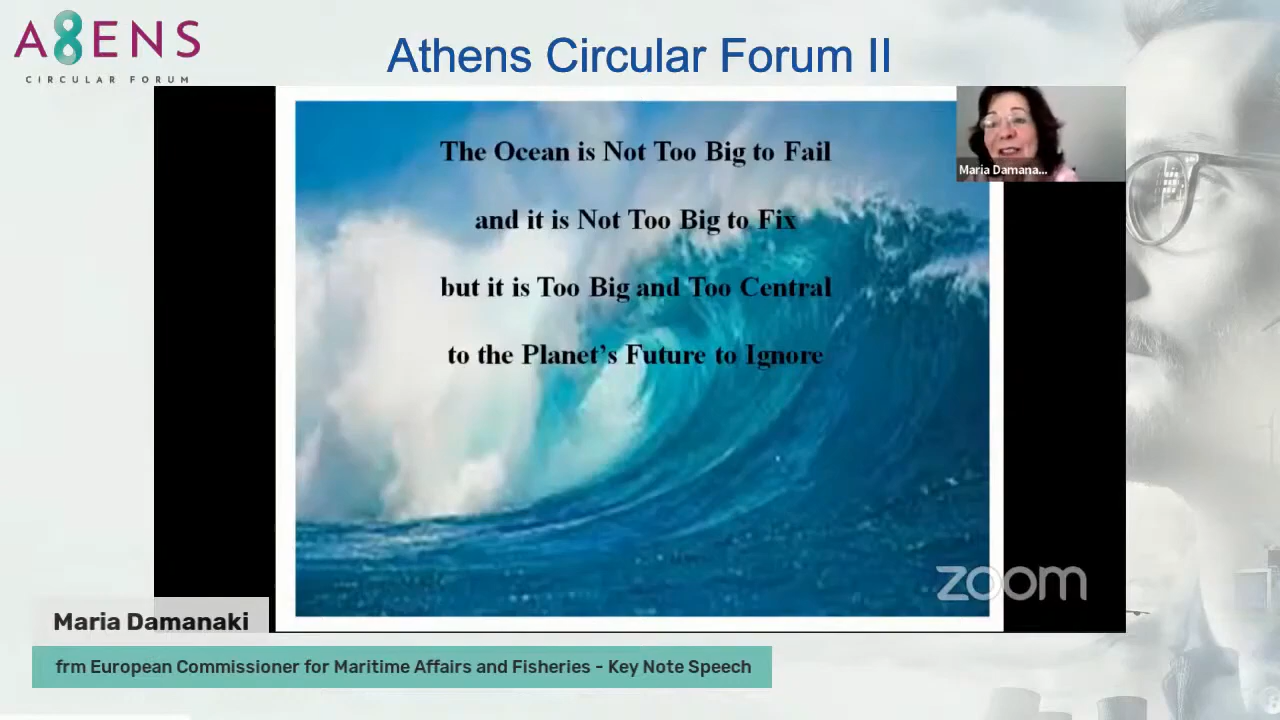 A8ENS
CIRCULAR FORUM
Athens Circular Forum II
The Ocean is Not Too Big to Fail
and it is Not Too Big to Fix
but it is Too Big and Too Central
to the Planet’s Future to Ignore
Maria Damana...
zoom
Maria Damanaki
frm European Commissioner for Maritime Affairs and Fisheries - Key Note Speech